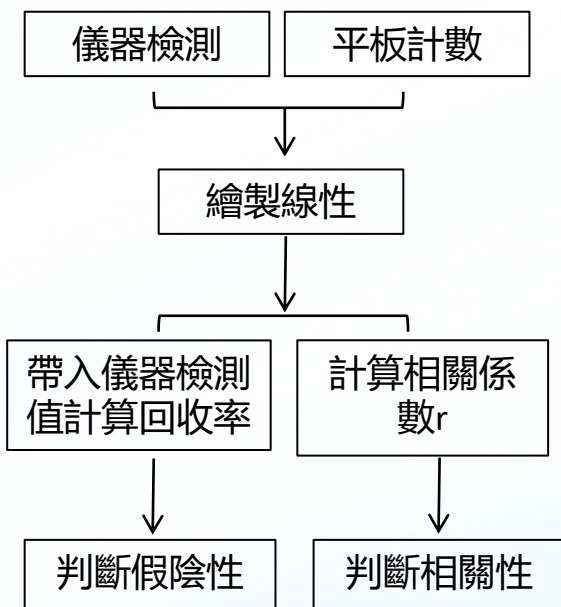 儀器檢測
平板計數
繪製線性
帶入儀器檢測
值計算回收率
計算相關係
數r
判斷假陰性
判斷相關性